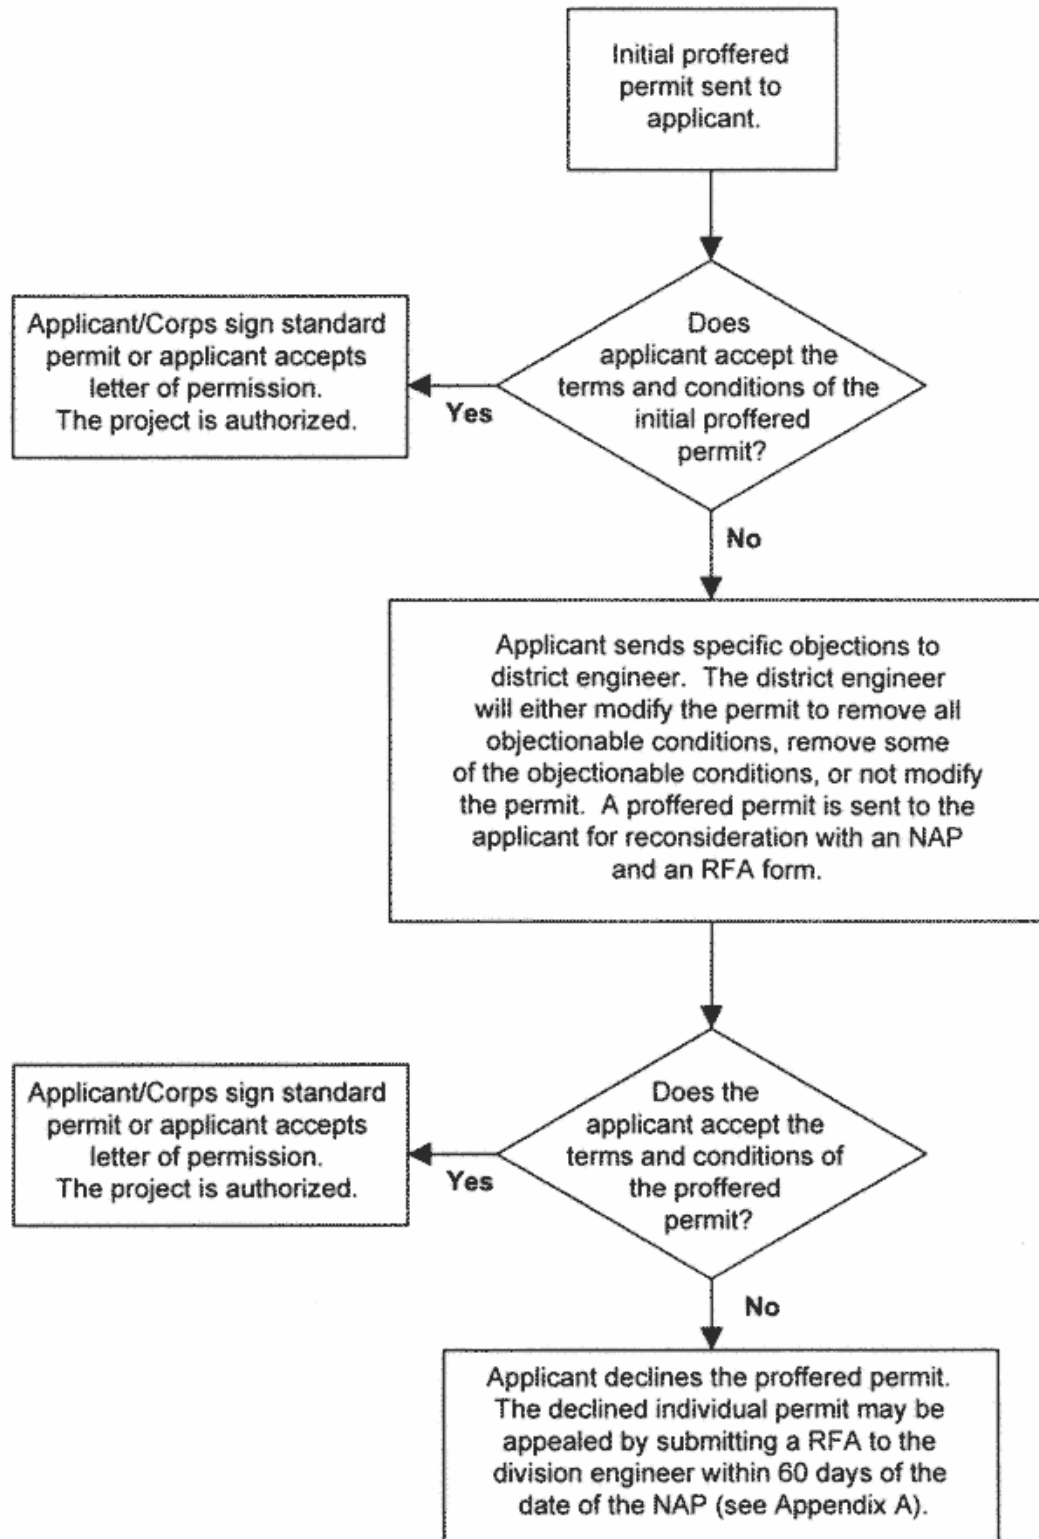 Initial proffered
permit sent to
applicant.
Does
applicant accept the
terms and conditions of the
initial proffered
permit?
Yes
Applicant/Corps sign standard
permit or applicant accepts
letter of permission.
The project is authorized.
No
Applicant sends specific objections to
district engineer. The district engineer
will either modify the permit to remove all
objectionable conditions, remove some
of the objectionable conditions, or not modify
the permit. A proffered permit is sent to the
applicant for reconsideration with an NAP
and an RFA form.
Does the
applicant accept the
terms and conditions of
the proffered
permit?
Yes
Applicant/Corps sign standard
permit or applicant accepts
letter of permission.
The project is authorized.
No
Applicant declines the proffered permit.
The declined individual permit may be
appealed by submitting a RFA to the
division engineer within 60 days of the
date of the NAP (see Appendix A).